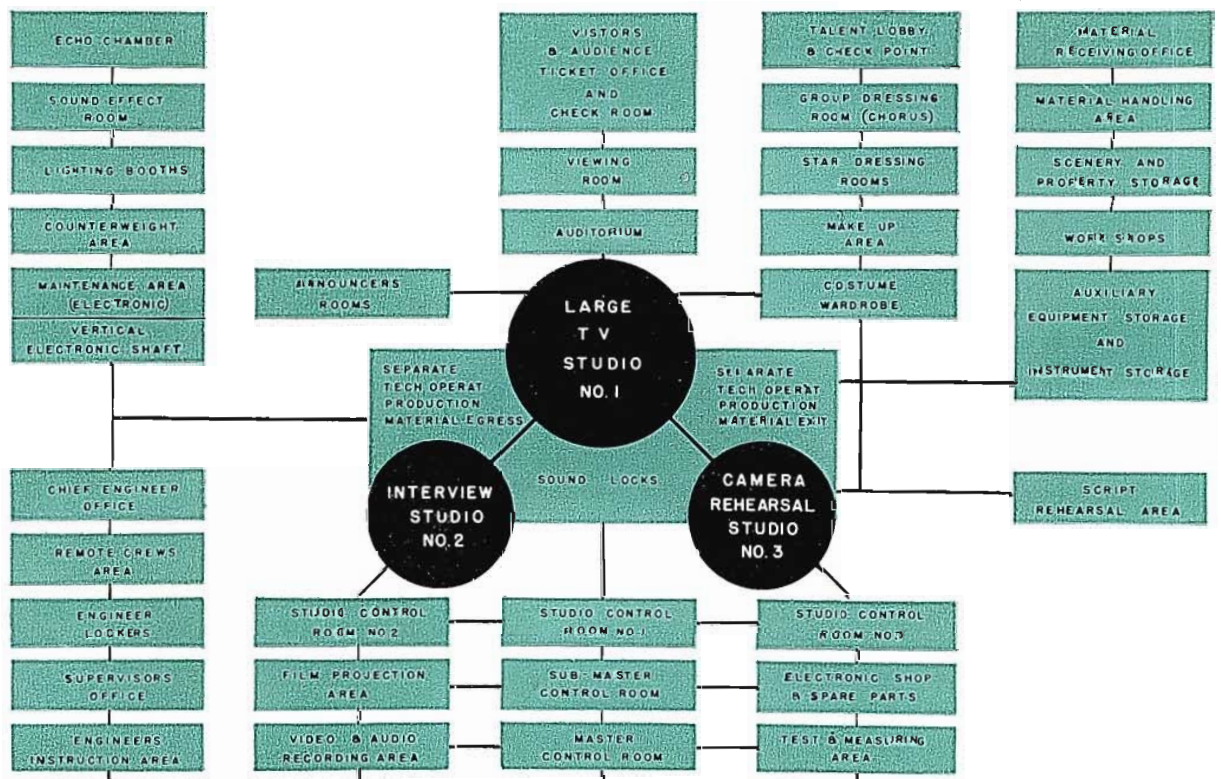 ECHO CHAMBER
SOUND EFFECT
ROOM
LIGHTING BOOTHS
COUNTERWEIGHT
AREA
MAINTENANCE AREA
(ELECTRONIC)
VERTICAL
ELECTRONIC SHAFT
VISTORS
& AUDIENCE
TICKET OFFICE
AND
CHECK ROOM
VIEWING
ROOM
AUDITORIUM
TALENT LOBBY
& CHECK POINT
GROUP DRESSING
ROOM (CHORUS)
STAR DRESSING
ROOMS
MAKE UP
AREA
COSTUME
WARDROBE
MATERIAL
RECEIVING OFFICE
MATERIAL HANDLING
AREA
SCENERY AND
PROPERTY STORAGE
WORK SHOPS
AUXILIARY
EQUIPMENT STORAGE
AND
INSTRUMENT STORAGE
ANNOUNCERS
ROOMS
LARGE
TV
STUDIO
NO. 1
SEPARATE
TECH OPERAT
PRODUCTION
MATERIAL EGRESS
SEPARATE
TECH OPERAT
PRODUCTION
MATERIAL EXIT
SOUND LOCKS
INTERVIEW
STUDIO
NO. 2
CAMERA
REHEARSAL
STUDIO
NO. 3
SCRIPT
REHEARSAL AREA
CHIEF ENGINEER
OFFICE
REMOTE CREWS
AREA
ENGINEER
LOCKERS
SUPERVISORS
OFFICE
ENGINEERS
INSTRUCTION AREA
STUDIO CONTROL
ROOM NO. 2
FILM PROJECTION
AREA
VIDEO & AUDIO
RECORDING AREA
STUDIO CONTROL
ROOM NO. 1
SUB-MASTER
CONTROL ROOM
MASTER
CONTROL ROOM
STUDIO CONTROL
ROOM NO. 3
ELECTRONIC SHOP
& SPARE PARTS
TEST & MEASURING
AREA